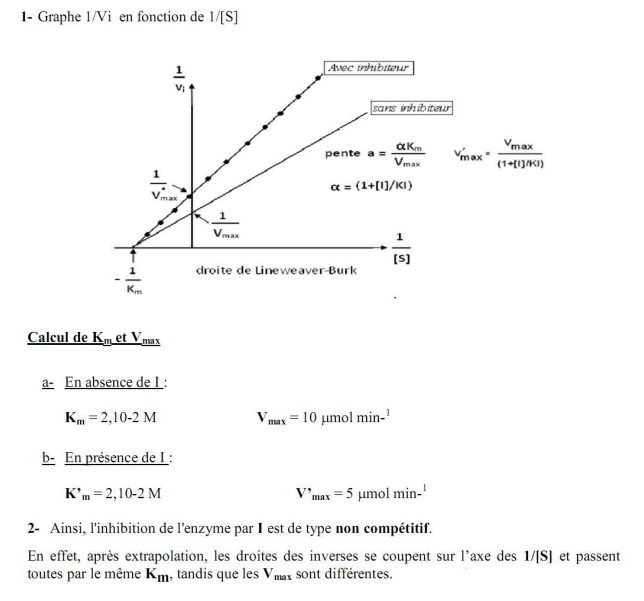 1- Graphe 1/Vi en fonction de 1/[S]
Avec inhibiteur
1
Vi
sans inhibiteur
pente a = αKm / Vmax
V'max = Vmax / (1+[I]/KI)
α = (1+[I]/KI)
1
V'max
1
Vmax
1
[S]
- 1
Km
droite de Lineweaver-Burk
Calcul de Km et Vmax
a- En absence de I :
Km = 2,10-2 M Vmax = 10 µmol min-¹
b- En présence de I :
K'm = 2,10-2 M V'max = 5 µmol min-¹
2- Ainsi, l'inhibition de l'enzyme par I est de type non compétitif.
En effet, après extrapolation, les droites des inverses se coupent sur l'axe des 1/[S] et passent
toutes par le même Km, tandis que les Vmax sont différentes.